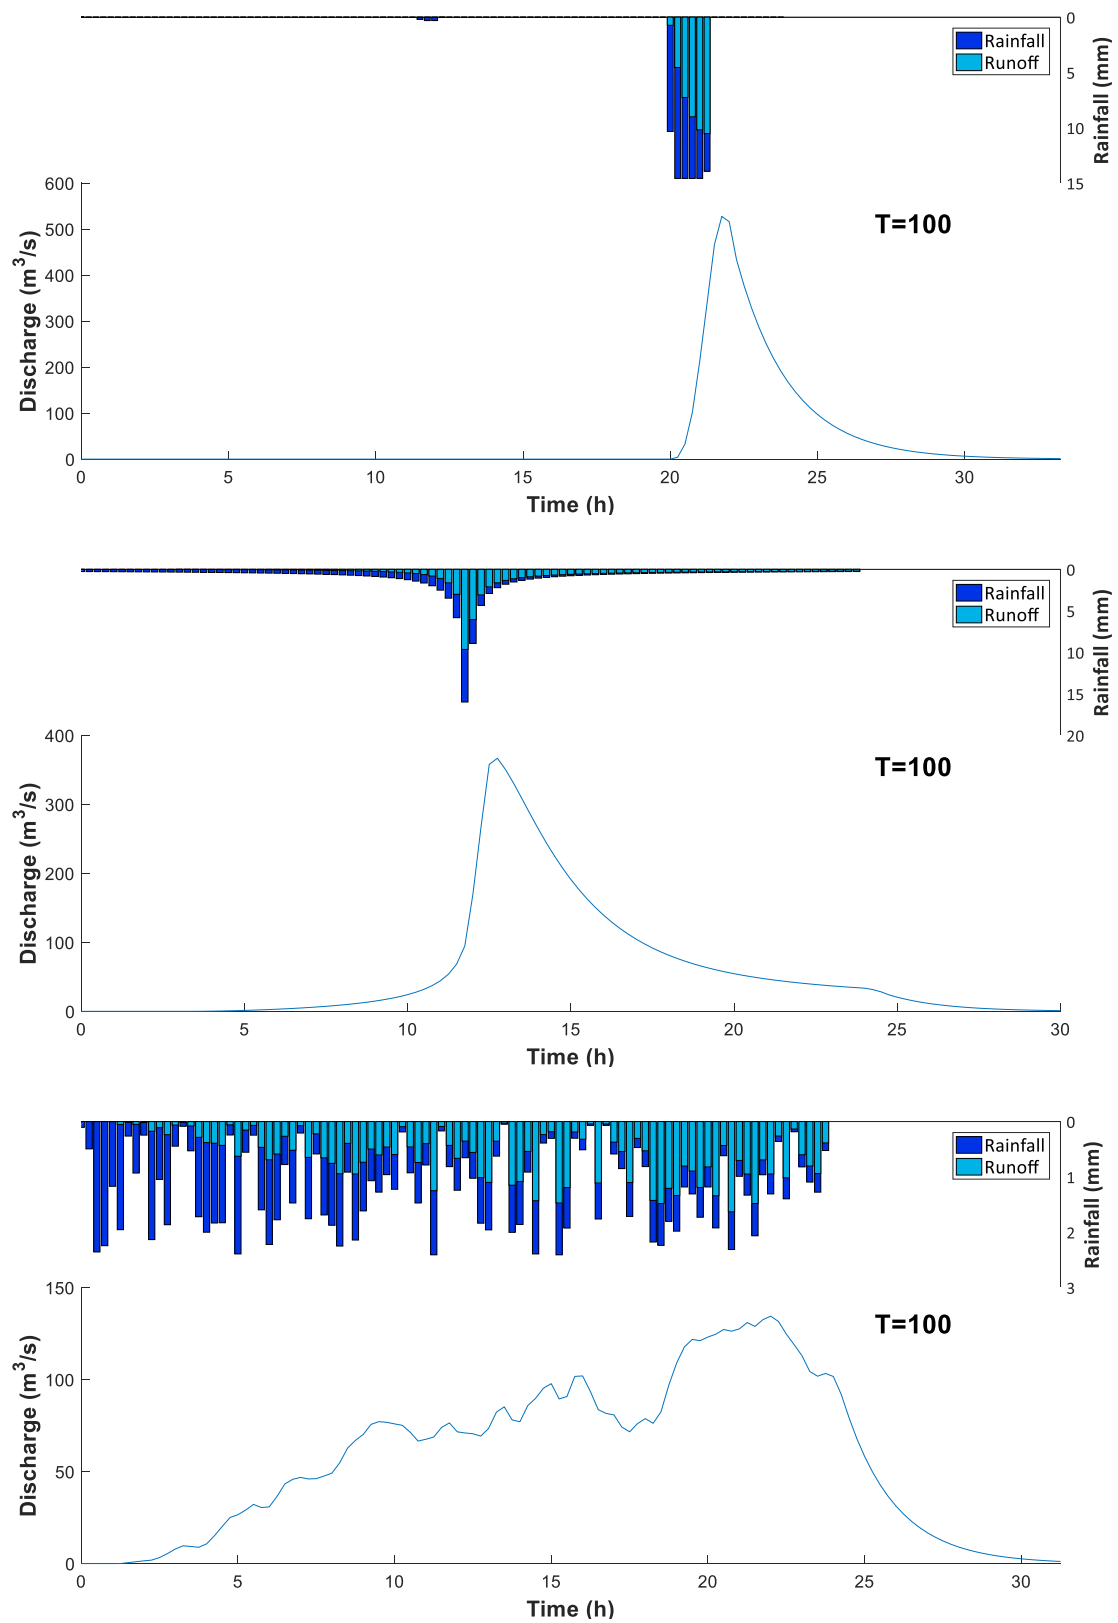 0
Rainfall
Runoff
5
10
15
Rainfall (mm)
600
500
400
300
200
100
0
Discharge (m³/s)
T=100
0 5 10 15 20 25 30
Time (h)
0
Rainfall
Runoff
5
10
15
20
Rainfall (mm)
400
300
200
100
0
Discharge (m³/s)
T=100
0 5 10 15 20 25 30
Time (h)
0
Rainfall
Runoff
1
2
3
Rainfall (mm)
150
100
50
0
Discharge (m³/s)
T=100
0 5 10 15 20 25 30
Time (h)